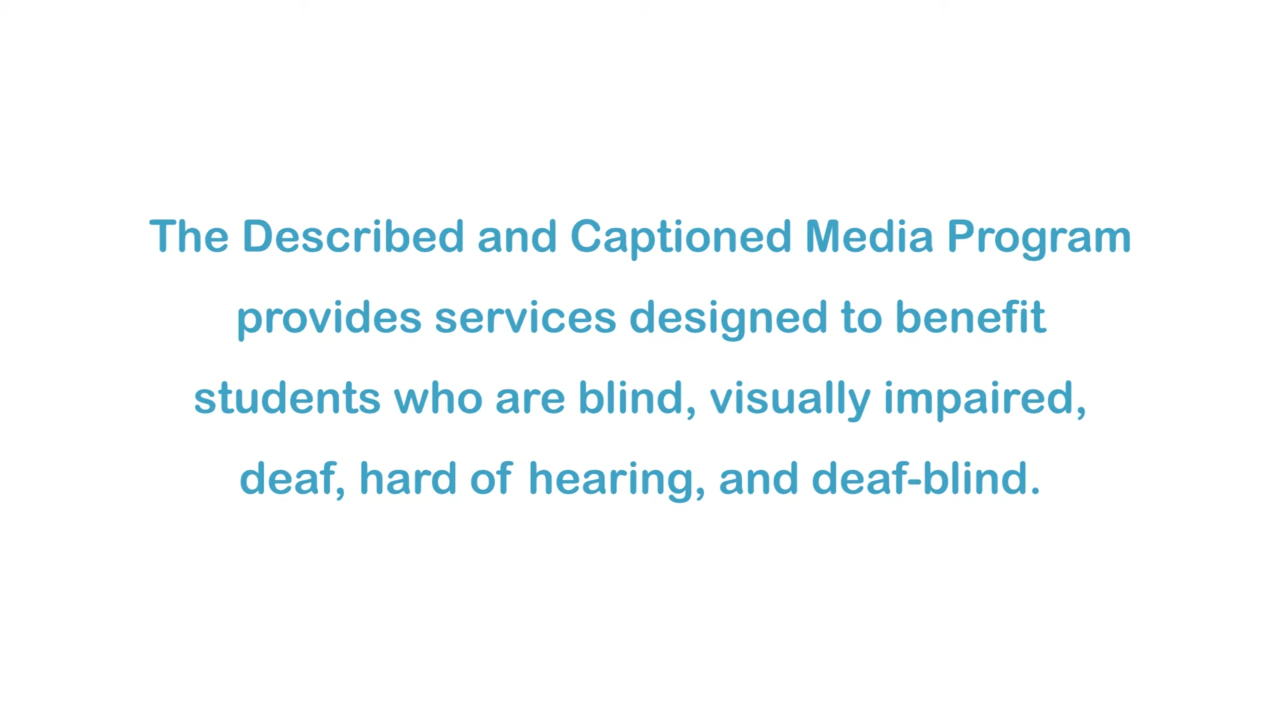 The Described and Captioned Media Program
provides services designed to benefit
students who are blind, visually impaired,
deaf, hard of hearing, and deaf-blind.